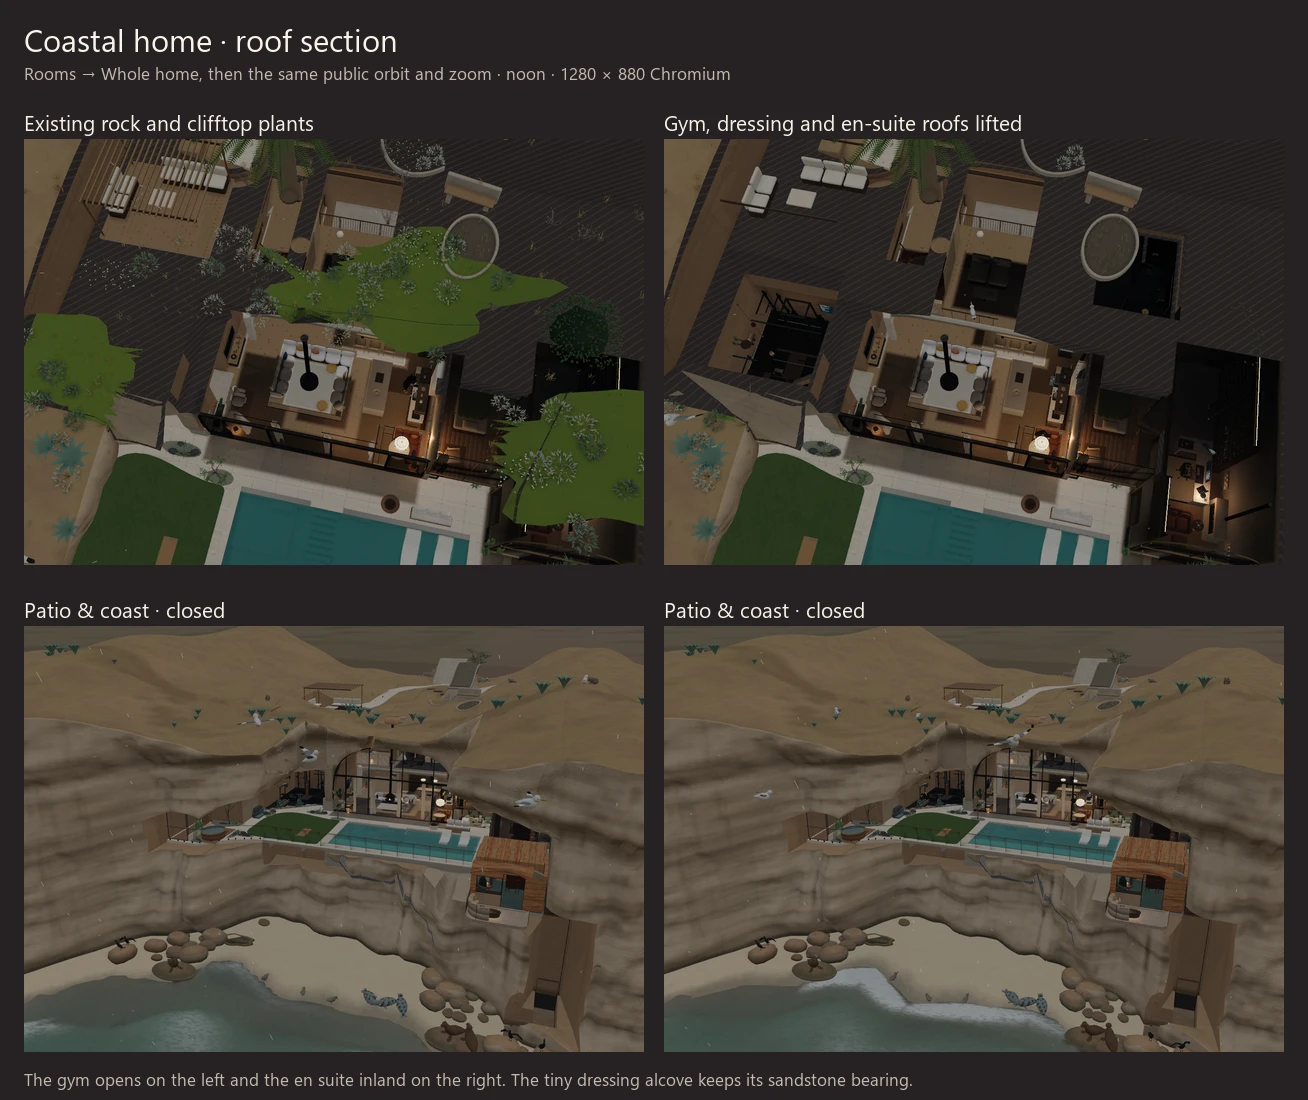 Coastal home · roof section
Rooms → Whole home, then the same public orbit and zoom · noon · 1280 × 880 Chromium
Existing rock and clifftop plants
Gym, dressing and en-suite roofs lifted
Patio & coast · closed
Patio & coast · closed
The gym opens on the left and the en suite inland on the right. The tiny dressing alcove keeps its sandstone bearing.